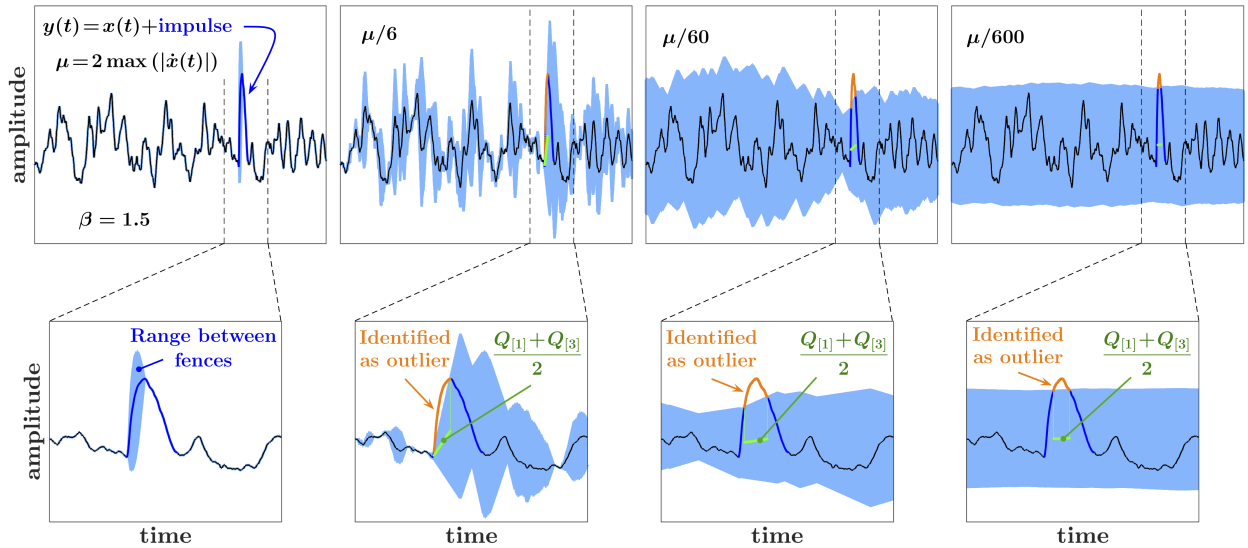 y(t) = x(t)+impulse
μ = 2 max (|ẋ(t)|)
β = 1.5
μ/6
μ/60
μ/600
amplitude
Range between
fences
Identified
as outlier
Q[1]+Q[3]
2
Identified
as outlier
Q[1]+Q[3]
2
Identified
as outlier
Q[1]+Q[3]
2
amplitude
time
time
time
time